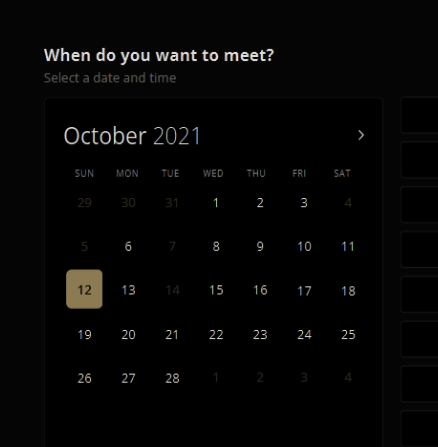 When do you want to meet?
Select a date and time
October 2021
SUN MON TUE WED THU FRI SAT
29 30 31 1 2 3 4
5 6 7 8 9 10 11
12 13 14 15 16 17 18
19 20 21 22 23 24 25
26 27 28 1 2 3 4